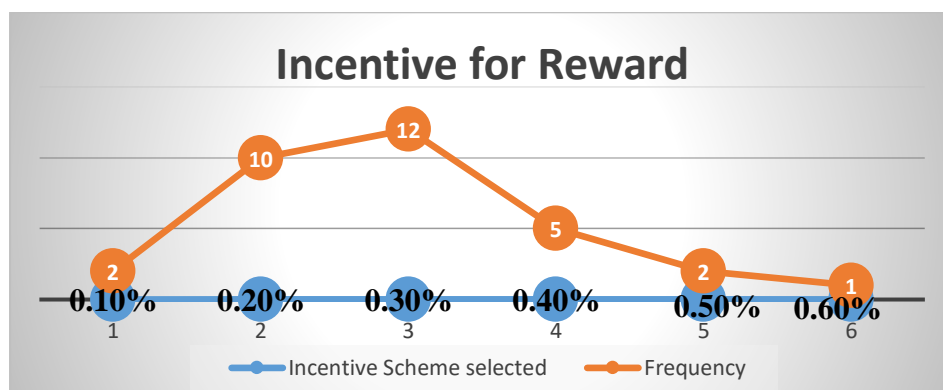 Incentive for Reward
12
10
5
2
2
1
0.10% 0.20% 0.30% 0.40% 0.50% 0.60%
1 2 3 4 5 6
Incentive Scheme selected Frequency